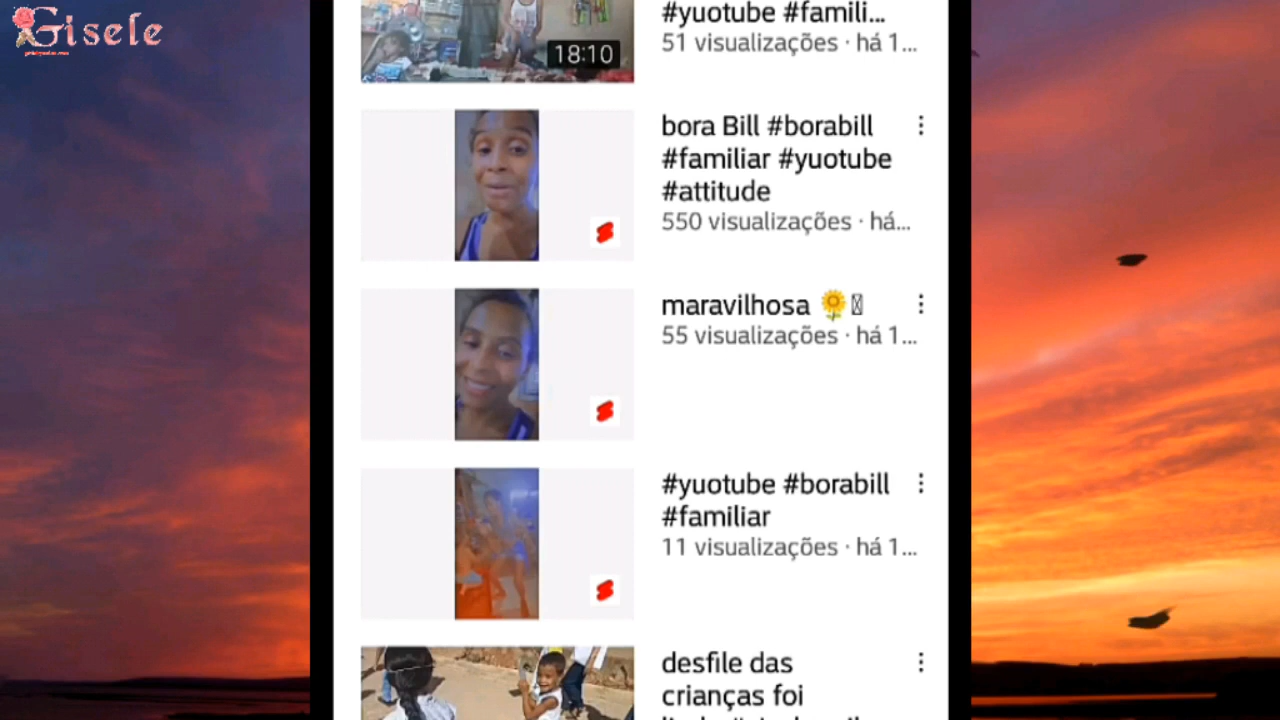 Gisele
#yuotube #famili...
51 visualizações · há 1...
18:10
bora Bill #borabill
#familiar #yuotube
#attitude
550 visualizações · há...
maravilhosa 🌻
55 visualizações · há 1...
#yuotube #borabill
#familiar
11 visualizações · há 1...
desfile das
crianças foi